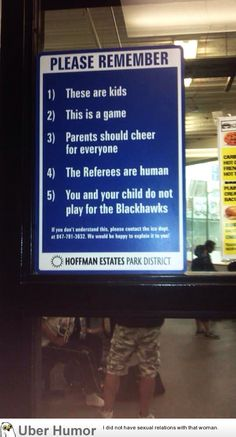 PLEASE REMEMBER
1) These are kids
2) This is a game
3) Parents should cheer
for everyone
4) The Referees are human
5) You and your child do not
play for the Blackhawks
If you don't understand this, please contact the ice dept.
at 847-781-3632. We would be happy to explain it to you!
HOFFMAN ESTATES PARK DISTRICT
Uber Humor
I did not have sexual relations with that woman.